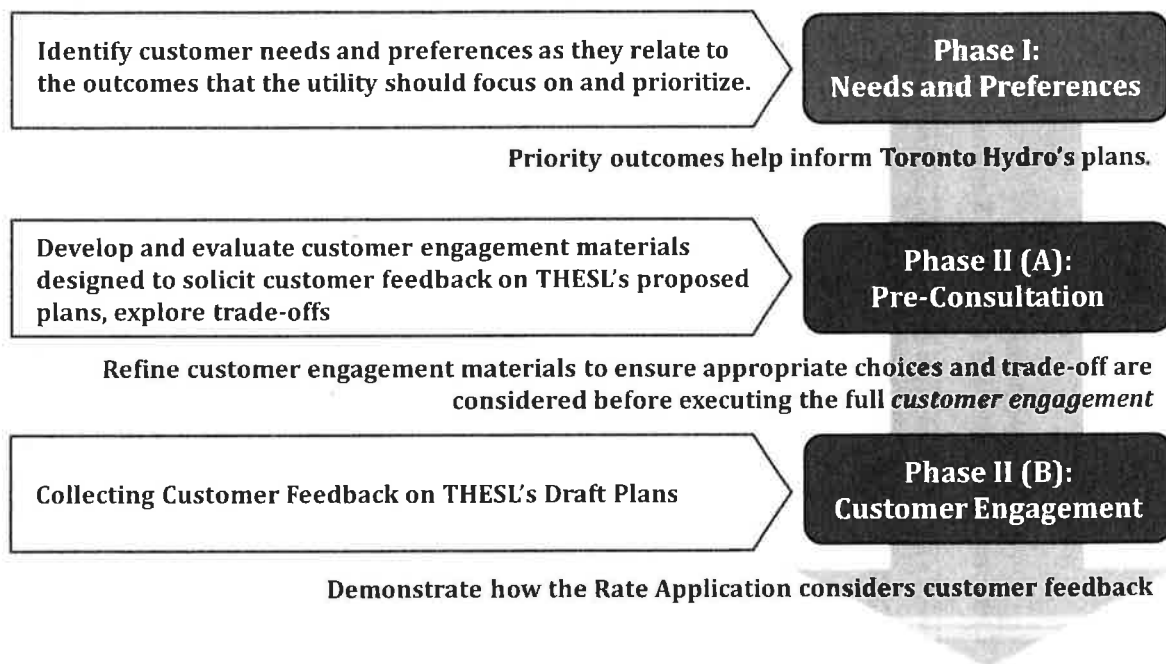 Identify customer needs and preferences as they relate to
the outcomes that the utility should focus on and prioritize.
Phase I:
Needs and Preferences
Priority outcomes help inform Toronto Hydro's plans.
Develop and evaluate customer engagement materials
designed to solicit customer feedback on THESL's proposed
plans, explore trade-offs
Phase II (A):
Pre-Consultation
Refine customer engagement materials to ensure appropriate choices and trade-off are
considered before executing the full customer engagement
Collecting Customer Feedback on THESL's Draft Plans
Phase II (B):
Customer Engagement
Demonstrate how the Rate Application considers customer feedback